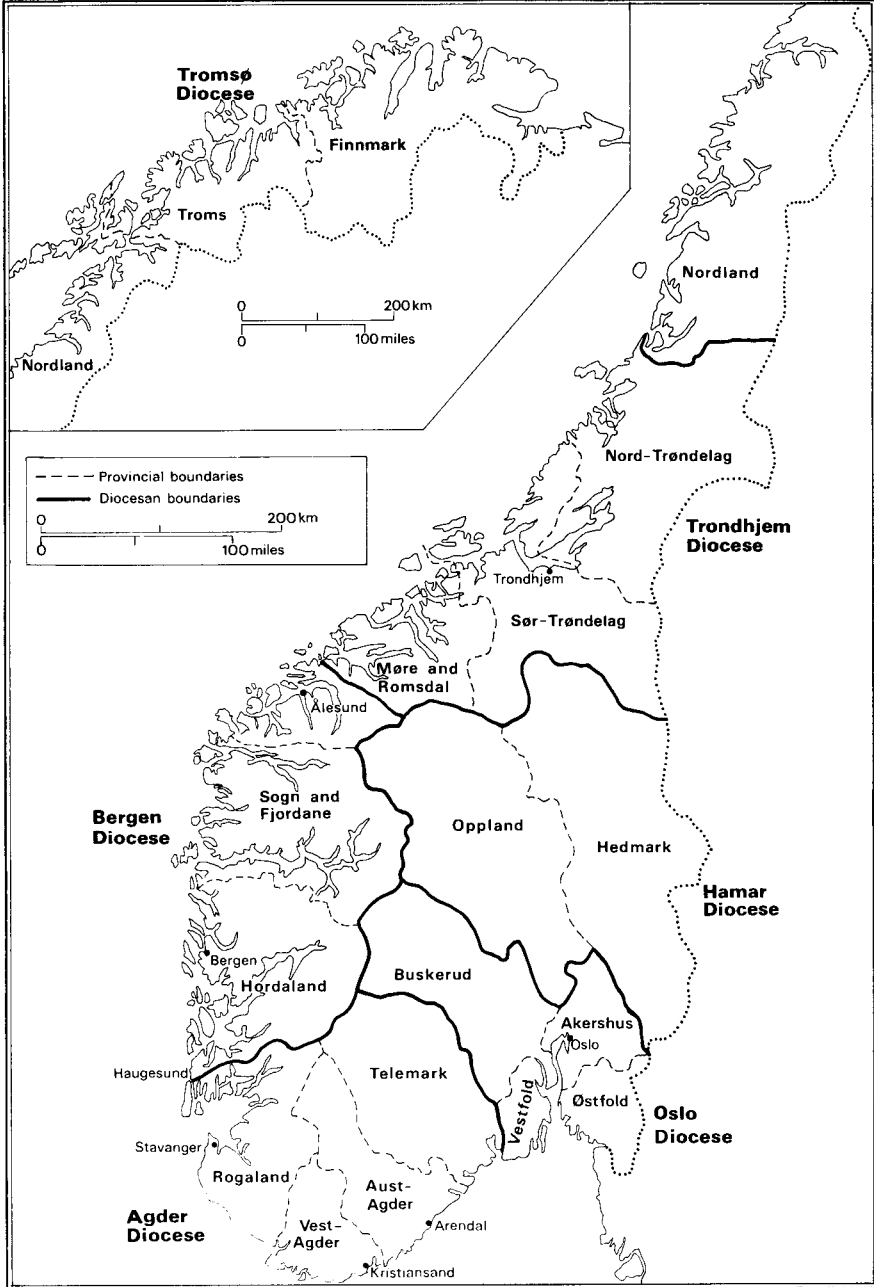 Tromsø
Diocese
Finnmark
Troms
Nordland
0 200 km
0 100 miles
Nordland
Provincial boundaries
Diocesan boundaries
0 200 km
0 100 miles
Nord-Trøndelag
Trondhjem
Diocese
Trondhjem
Sør-Trøndelag
Møre and
Romsdal
Ålesund
Sogn and
Fjordane
Bergen
Diocese
Oppland
Hedmark
Hamar
Diocese
Bergen
Hordaland
Buskerud
Akershus
Oslo
Haugesund
Telemark
Vestfold
Østfold
Oslo
Diocese
Stavanger
Rogaland
Aust-
Agder
Agder
Diocese
Vest-
Agder
Arendal
Kristiansand